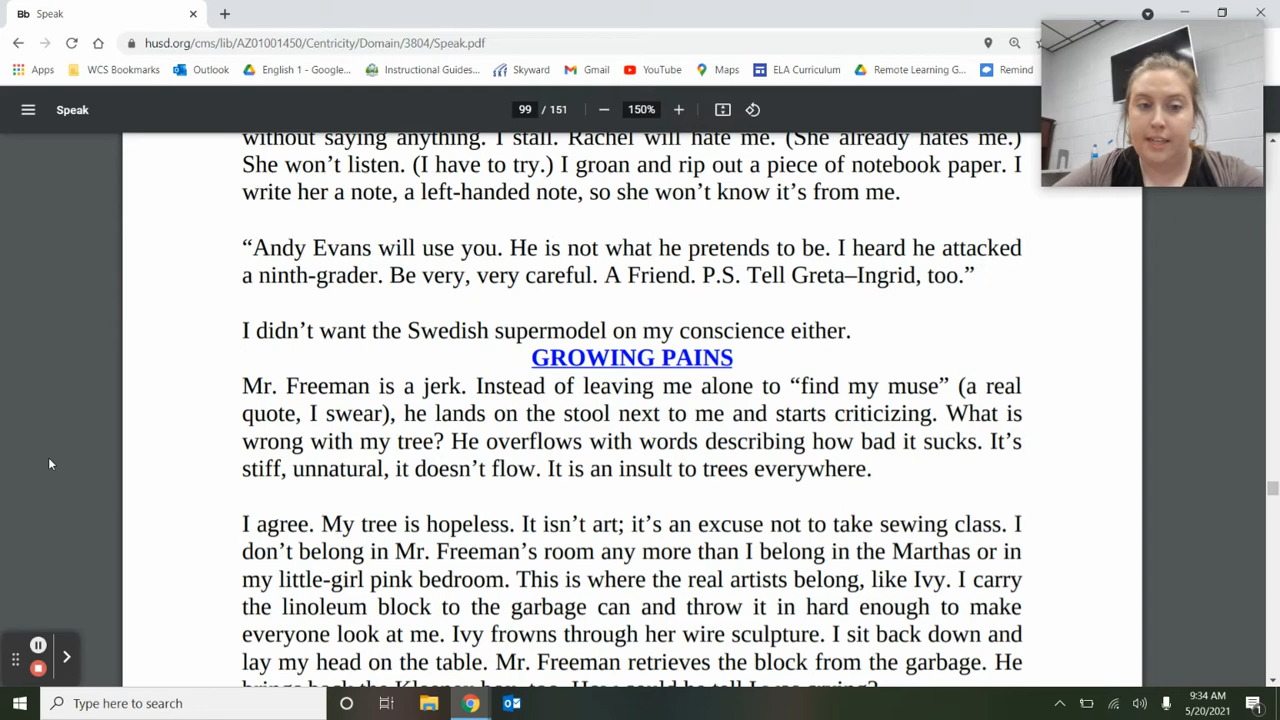 Bb Speak
husd.org/cms/lib/AZ01001450/Centricity/Domain/3804/Speak.pdf
Apps WCS Bookmarks Outlook English 1 - Google... Instructional Guides... Skyward Gmail YouTube Maps ELA Curriculum Remote Learning G... Remind
Speak 99 / 151 150%
without saying anything. I stall. Rachel will hate me. (She already hates me.)
She won’t listen. (I have to try.) I groan and rip out a piece of notebook paper. I
write her a note, a left-handed note, so she won’t know it’s from me.
“Andy Evans will use you. He is not what he pretends to be. I heard he attacked
a ninth-grader. Be very, very careful. A Friend. P.S. Tell Greta–Ingrid, too.”
I didn’t want the Swedish supermodel on my conscience either.
GROWING PAINS
Mr. Freeman is a jerk. Instead of leaving me alone to “find my muse” (a real
quote, I swear), he lands on the stool next to me and starts criticizing. What is
wrong with my tree? He overflows with words describing how bad it sucks. It’s
stiff, unnatural, it doesn’t flow. It is an insult to trees everywhere.
I agree. My tree is hopeless. It isn’t art; it’s an excuse not to take sewing class. I
don’t belong in Mr. Freeman’s room any more than I belong in the Marthas or in
my little-girl pink bedroom. This is where the real artists belong, like Ivy. I carry
the linoleum block to the garbage can and throw it in hard enough to make
everyone look at me. Ivy frowns through her wire sculpture. I sit back down and
lay my head on the table. Mr. Freeman retrieves the block from the garbage. He
brings back the Kleenex box, too. How could he tell I was crying?
Type here to search
9:34 AM
5/20/2021
1